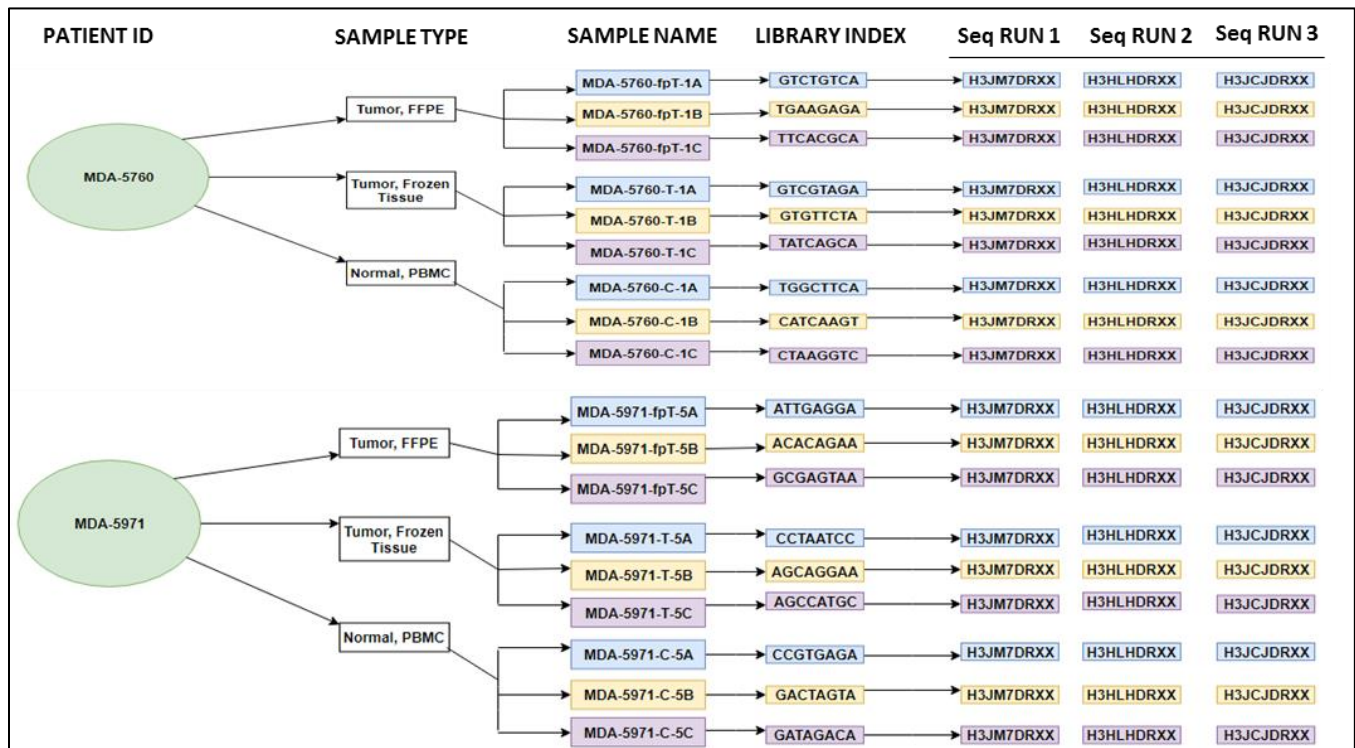 PATIENT ID SAMPLE TYPE SAMPLE NAME LIBRARY INDEX Seq RUN 1 Seq RUN 2 Seq RUN 3
MDA-5760-fpT-1A GTCTGTCA H3JM7DRXX H3HLHDRXX H3JCJDRXX
Tumor, FFPE MDA-5760-fpT-1B TGAAGAGA H3JM7DRXX H3HLHDRXX H3JCJDRXX
MDA-5760-fpT-1C TTCACGCA H3JM7DRXX H3HLHDRXX H3JCJDRXX
MDA-5760
Tumor, Frozen
Tissue
MDA-5760-T-1A GTCGTAGA H3JM7DRXX H3HLHDRXX H3JCJDRXX
MDA-5760-T-1B GTGTTCTA H3JM7DRXX H3HLHDRXX H3JCJDRXX
MDA-5760-T-1C TATCAGCA H3JM7DRXX H3HLHDRXX H3JCJDRXX
Normal, PBMC MDA-5760-C-1A TGGCTTCA H3JM7DRXX H3HLHDRXX H3JCJDRXX
MDA-5760-C-1B CATCAAGT H3JM7DRXX H3HLHDRXX H3JCJDRXX
MDA-5760-C-1C CTAAGGTC H3JM7DRXX H3HLHDRXX H3JCJDRXX
MDA-5971-fpT-5A ATTGAGGA H3JM7DRXX H3HLHDRXX H3JCJDRXX
Tumor, FFPE MDA-5971-fpT-5B ACACAGAA H3JM7DRXX H3HLHDRXX H3JCJDRXX
MDA-5971-fpT-5C GCGAGTAA H3JM7DRXX H3HLHDRXX H3JCJDRXX
MDA-5971
Tumor, Frozen
Tissue
MDA-5971-T-5A CCTAATCC H3JM7DRXX H3HLHDRXX H3JCJDRXX
MDA-5971-T-5B AGCAGGAA H3JM7DRXX H3HLHDRXX H3JCJDRXX
MDA-5971-T-5C AGCCATGC H3JM7DRXX H3HLHDRXX H3JCJDRXX
Normal, PBMC MDA-5971-C-5A CCGTGAGA H3JM7DRXX H3HLHDRXX H3JCJDRXX
MDA-5971-C-5B GACTAGTA H3JM7DRXX H3HLHDRXX H3JCJDRXX
MDA-5971-C-5C GATAGACA H3JM7DRXX H3HLHDRXX H3JCJDRXX